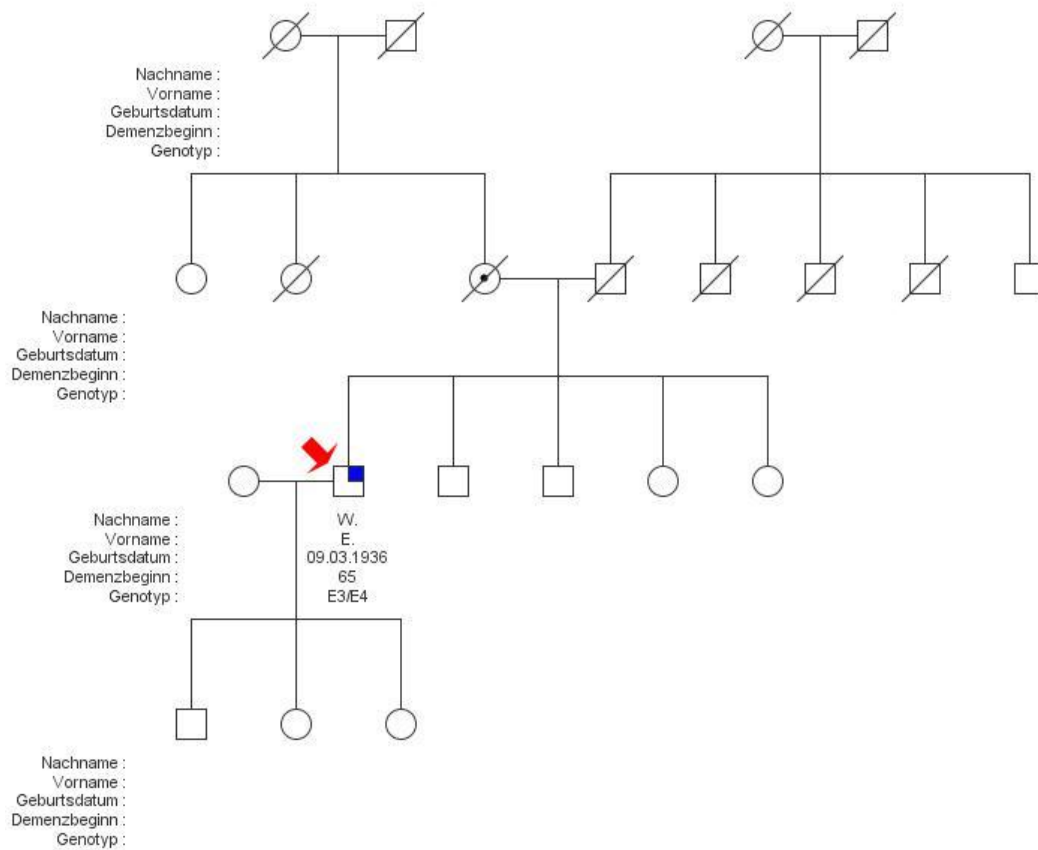 Nachname :
Vorname :
Geburtsdatum :
Demenzbeginn :
Genotyp :
Nachname :
Vorname :
Geburtsdatum :
Demenzbeginn :
Genotyp :
Nachname : W.
Vorname : E.
Geburtsdatum : 09.03.1936
Demenzbeginn : 65
Genotyp : E3/E4
Nachname :
Vorname :
Geburtsdatum :
Demenzbeginn :
Genotyp :